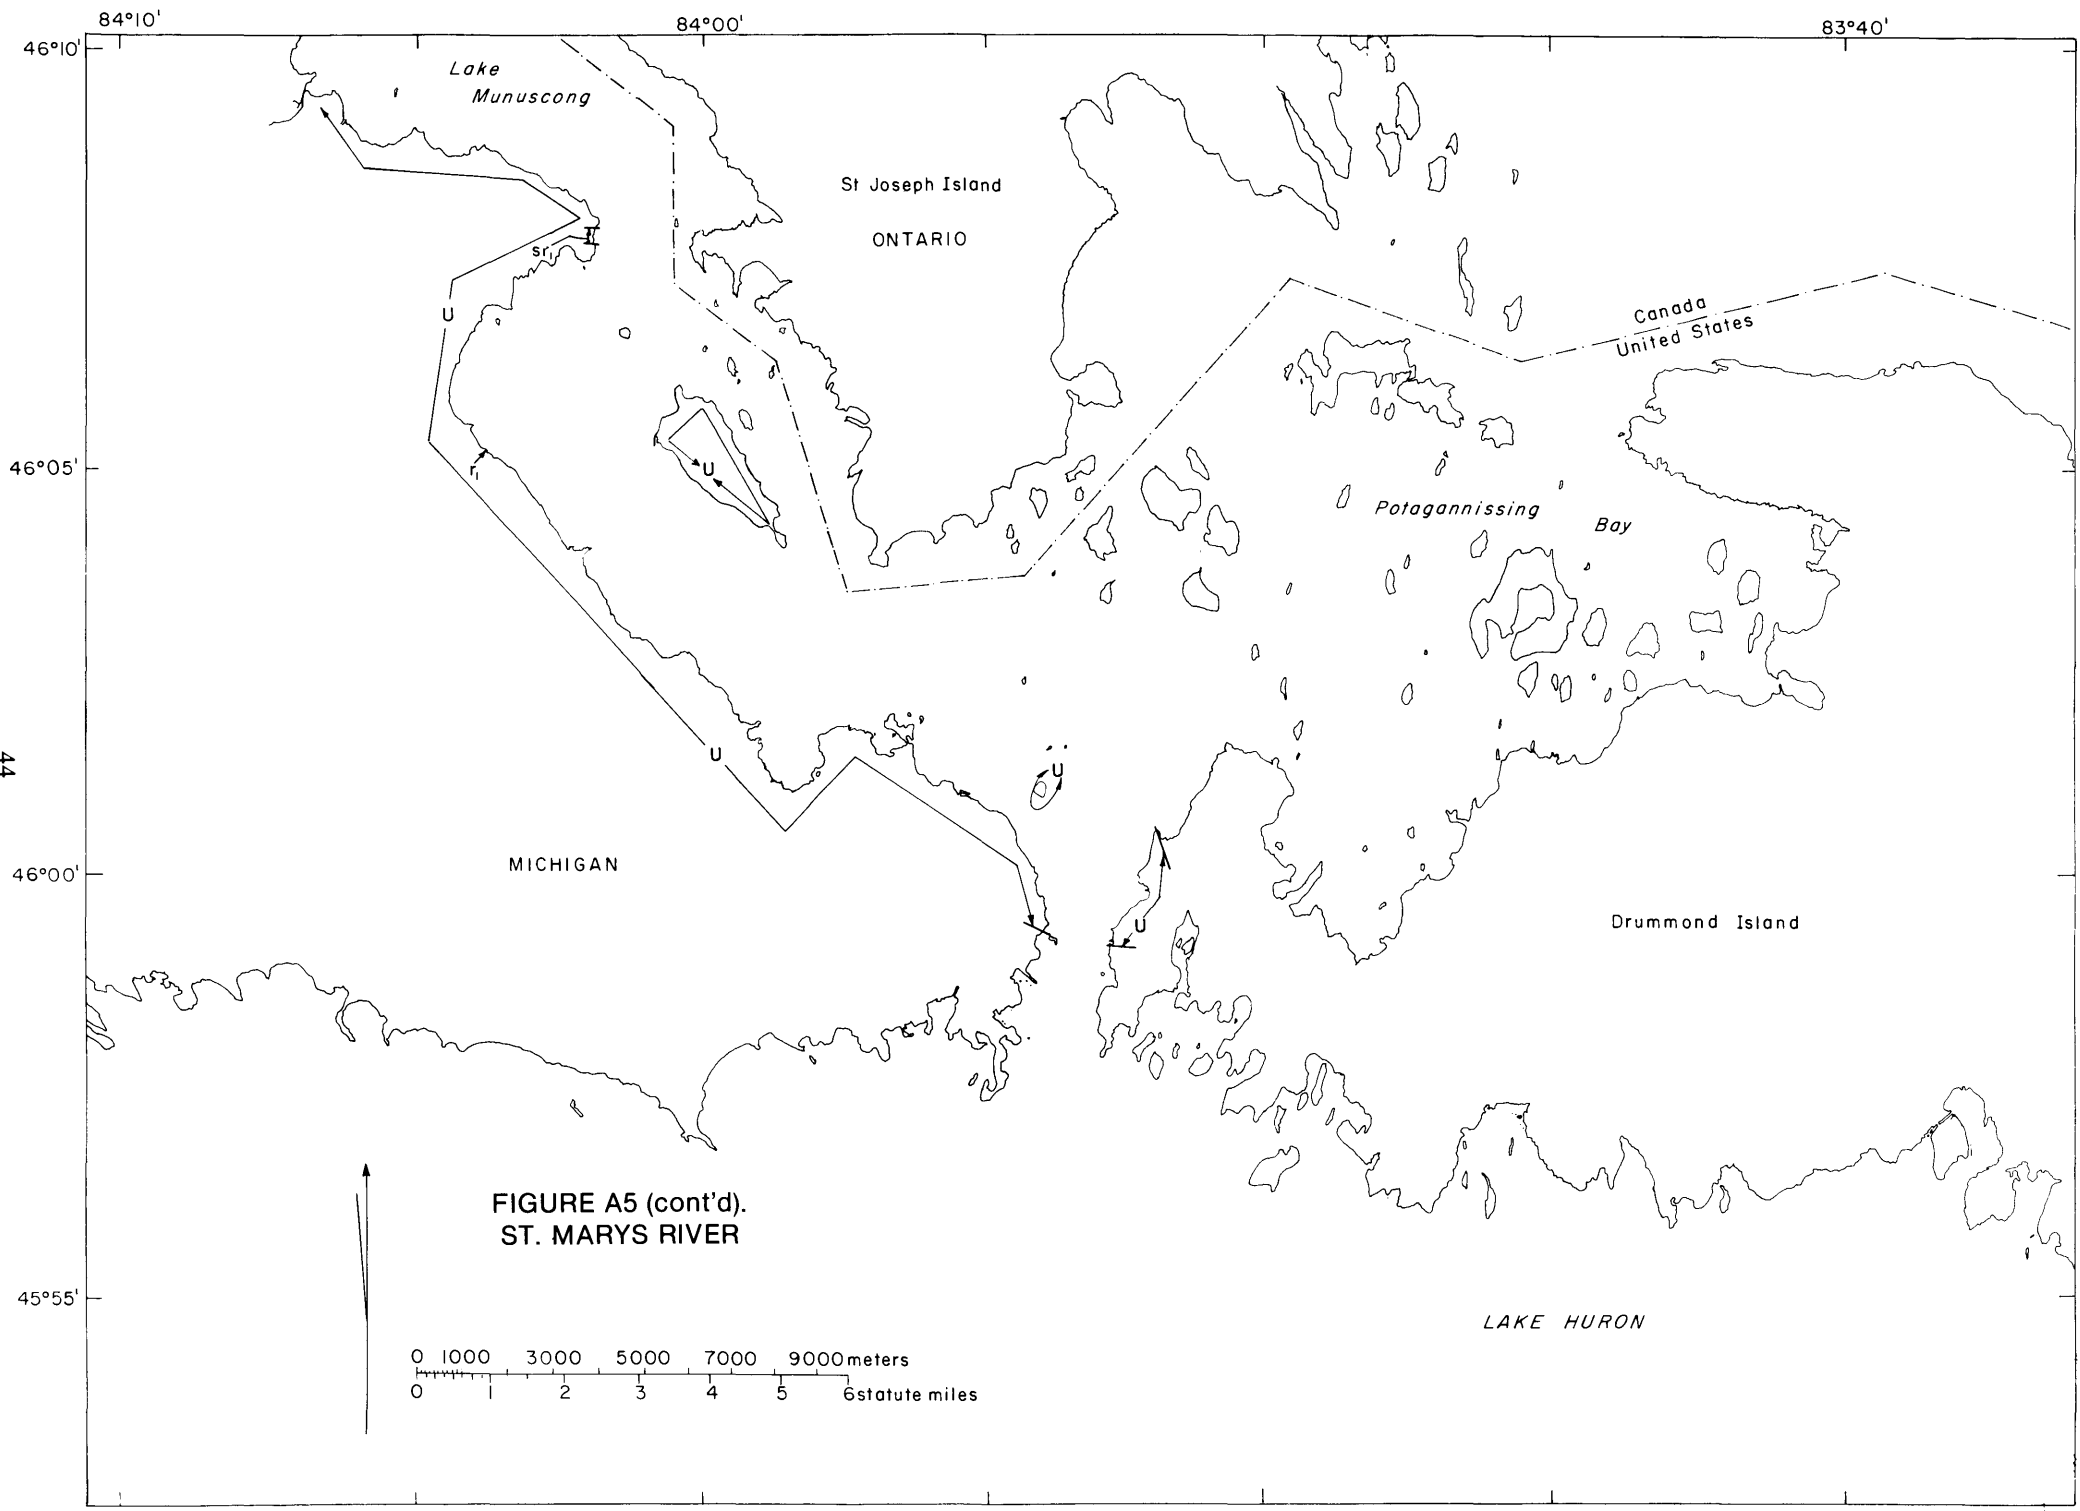 84°10'
84°00'
83°40'
46°10'
Lake
Munuscong
St Joseph Island
ONTARIO
sr₁
U
Canada
United States
r₁
46°05'
U
Potagannissing
Bay
44
U
U
46°00'
MICHIGAN
U
Drummond Island
FIGURE A5 (cont'd).
ST. MARYS RIVER
45°55'
LAKE HURON
0 1000 3000 5000 7000 9000 meters
0 1 2 3 4 5 6 statute miles